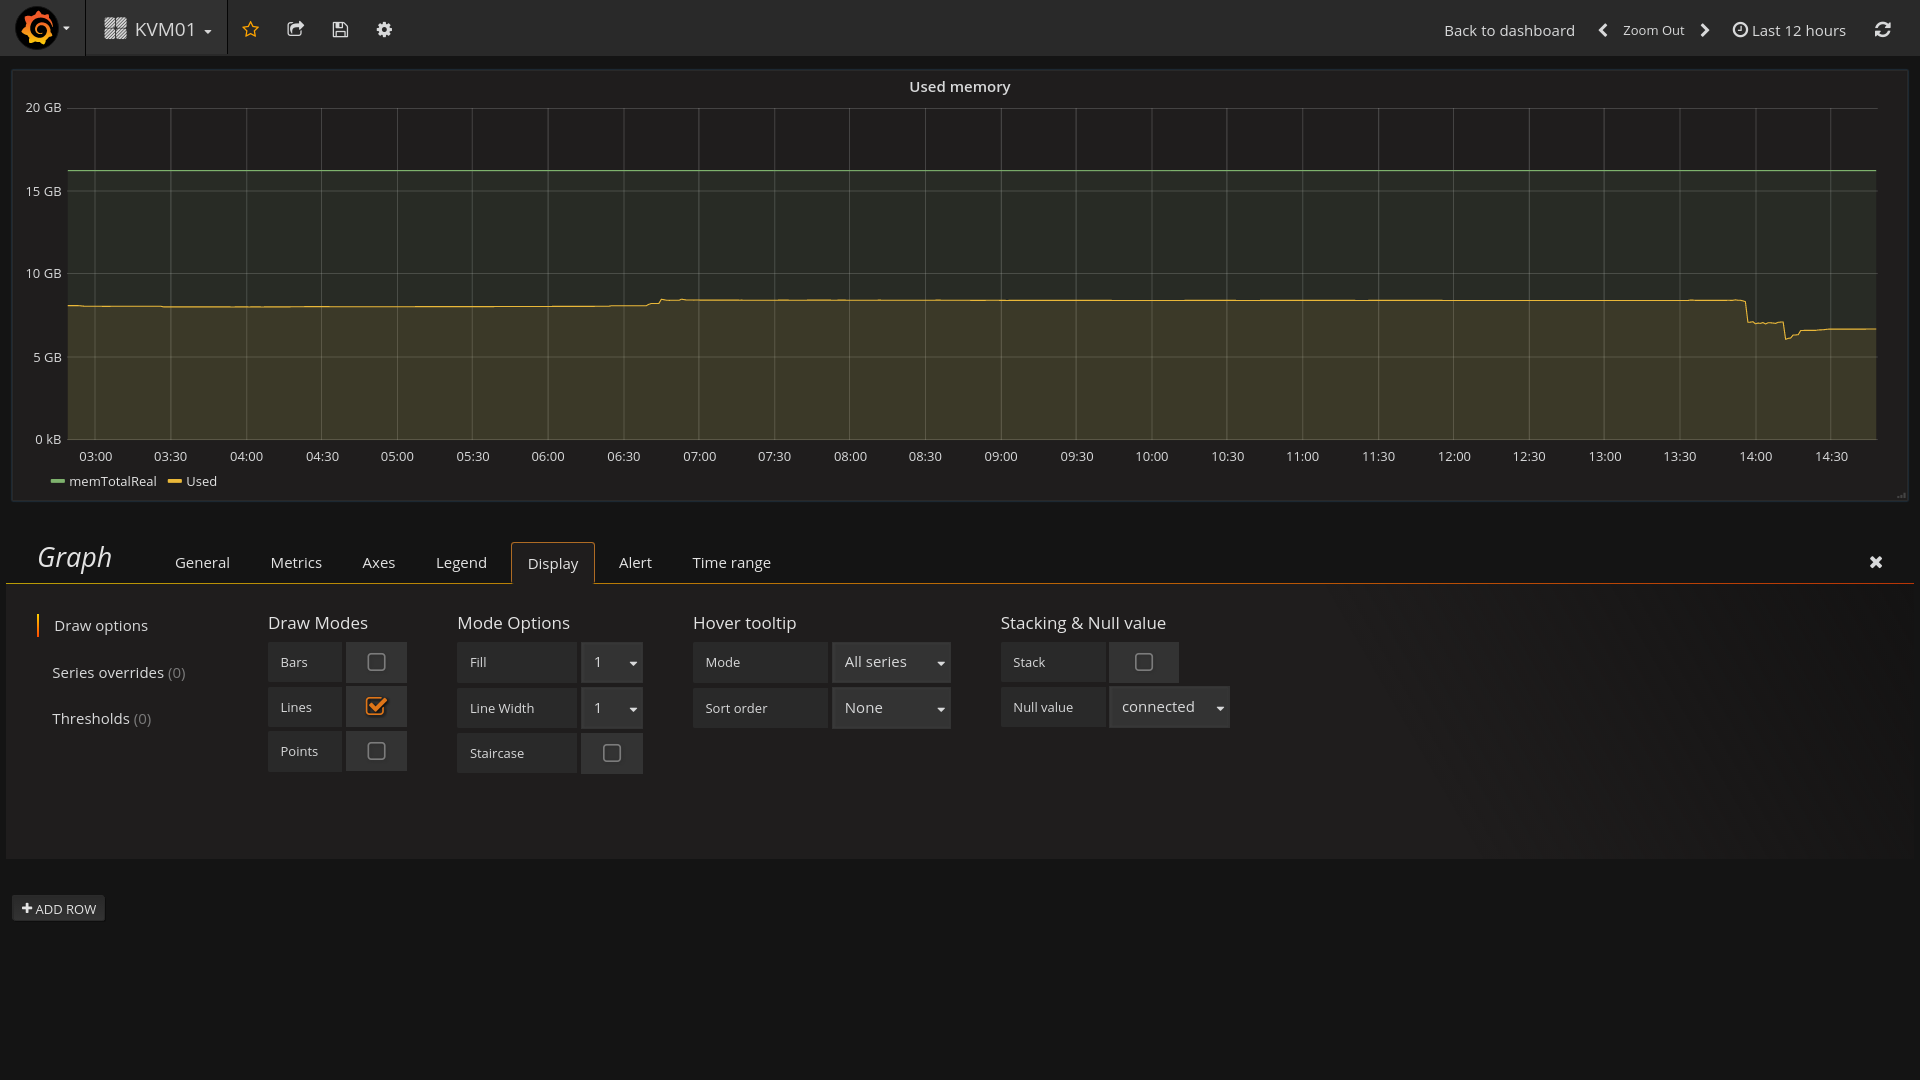 KVM01
Back to dashboard
Zoom Out
Last 12 hours
Used memory
20 GB
15 GB
10 GB
5 GB
0 kB
03:00 03:30 04:00 04:30 05:00 05:30 06:00 06:30 07:00 07:30 08:00 08:30 09:00 09:30 10:00 10:30 11:00 11:30 12:00 12:30 13:00 13:30 14:00 14:30
memTotalReal Used
Graph General Metrics Axes Legend Display Alert Time range
Draw options
Series overrides (0)
Thresholds (0)
Draw Modes
Bars
Lines
Points
Mode Options
Fill 1
Line Width 1
Staircase
Hover tooltip
Mode All series
Sort order None
Stacking & Null value
Stack
Null value connected
ADD ROW